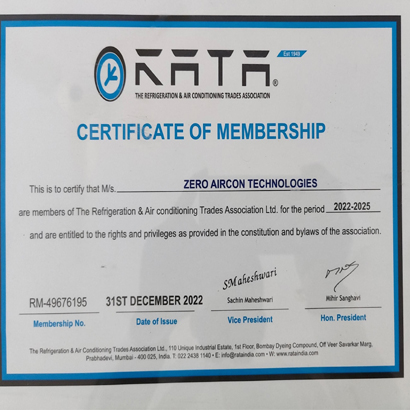 RATA® Est 1949
THE REFRIGERATION & AIR CONDITIONING TRADES ASSOCIATION
CERTIFICATE OF MEMBERSHIP
This is to certify that M/s. ZERO AIRCON TECHNOLOGIES
are members of The Refrigeration & Air conditioning Trades Association Ltd. for the period 2022-2025
and are entitled to the rights and privileges as provided in the constitution and bylaws of the association.
SMaheshwari
RM-49676195 31ST DECEMBER 2022 Sachin Maheshwari Mihir Sanghavi
Membership No. Date of Issue Vice President Hon. President
The Refrigeration & Air Conditioning Trades Association Ltd., 110 Unique Industrial Estate, 1st Floor, Bombay Dyeing Compound, Off Veer Savarkar Marg,
Prabhadevi, Mumbai - 400 025, India. T: 022 2438 1140 • E: info@rataindia.com • W: www.rataindia.com